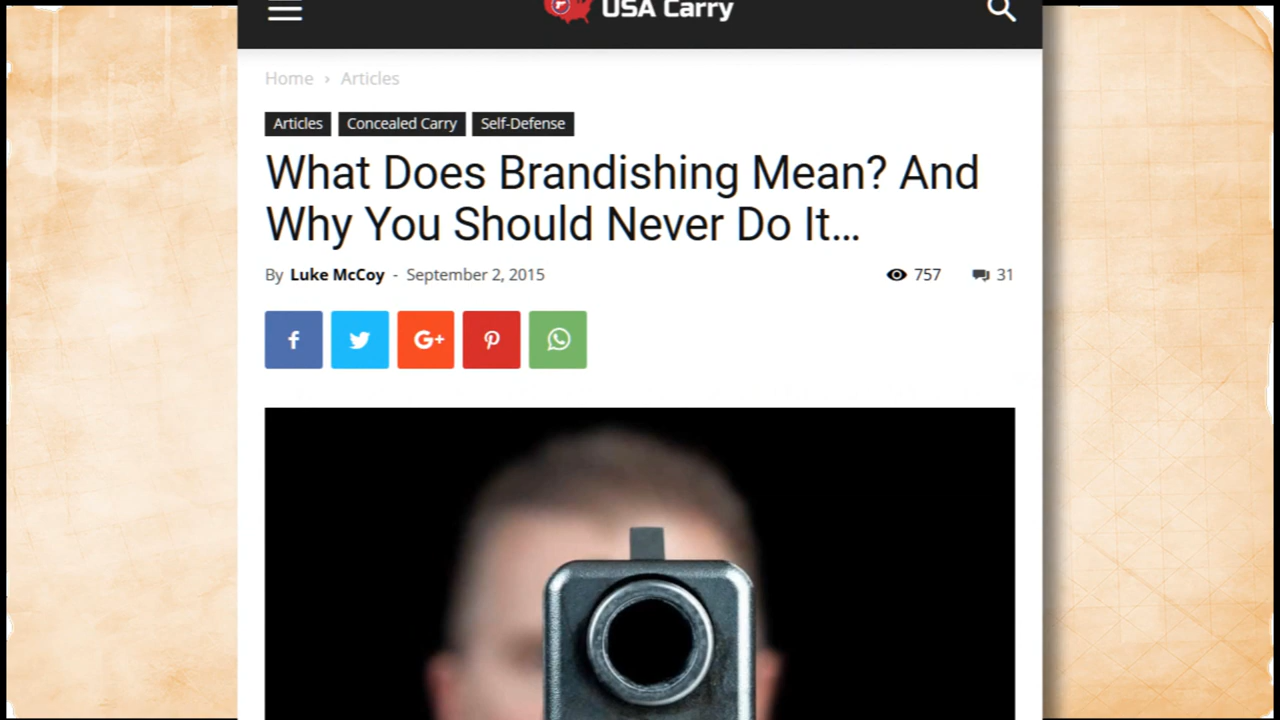 USA Carry
Home › Articles
Articles Concealed Carry Self-Defense
What Does Brandishing Mean? And
Why You Should Never Do It...
By Luke McCoy - September 2, 2015 757 31
f G+